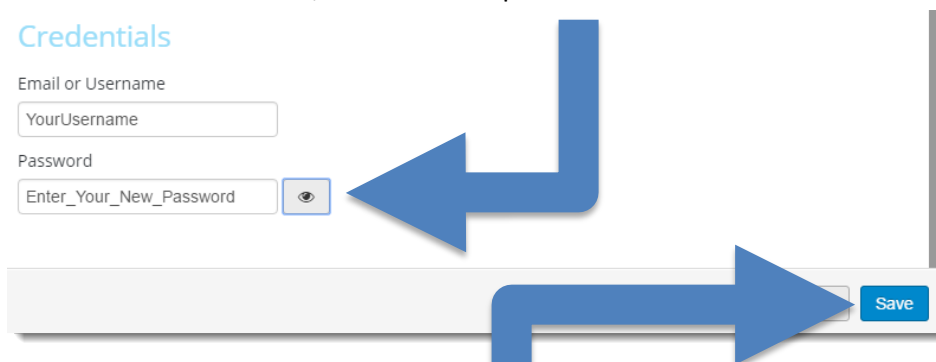 Credentials
Email or Username
YourUsername
Password
Enter_Your_New_Password
Save